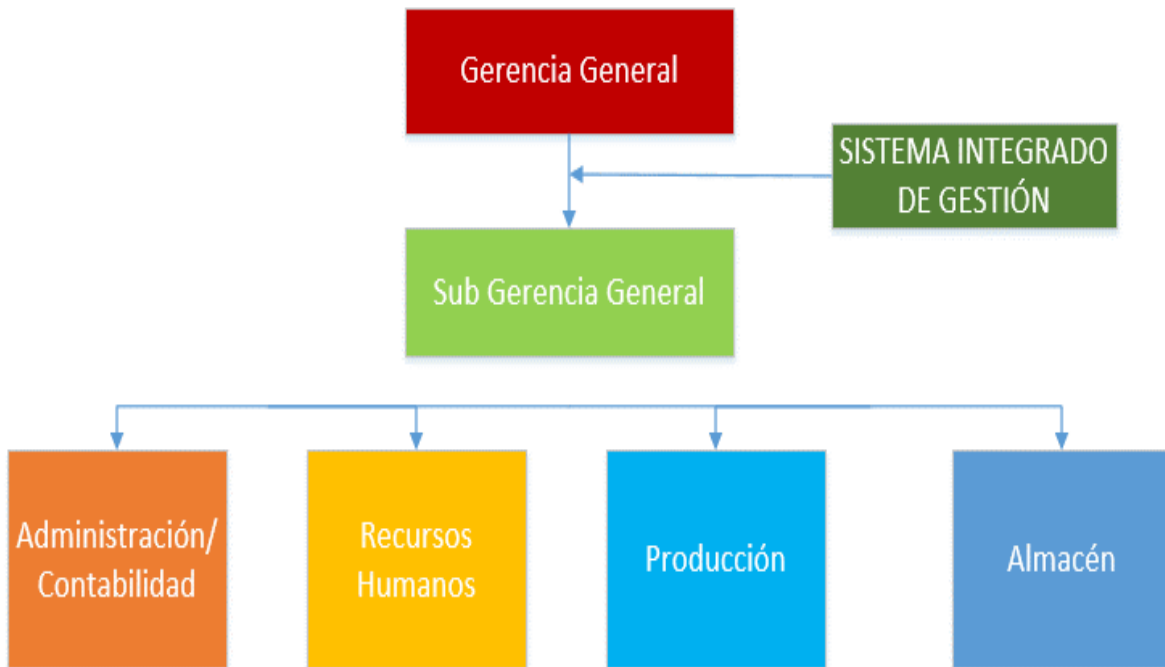 Gerencia General
SISTEMA INTEGRADO
DE GESTIÓN
Sub Gerencia General
Administración/
Contabilidad
Recursos
Humanos
Producción
Almacén